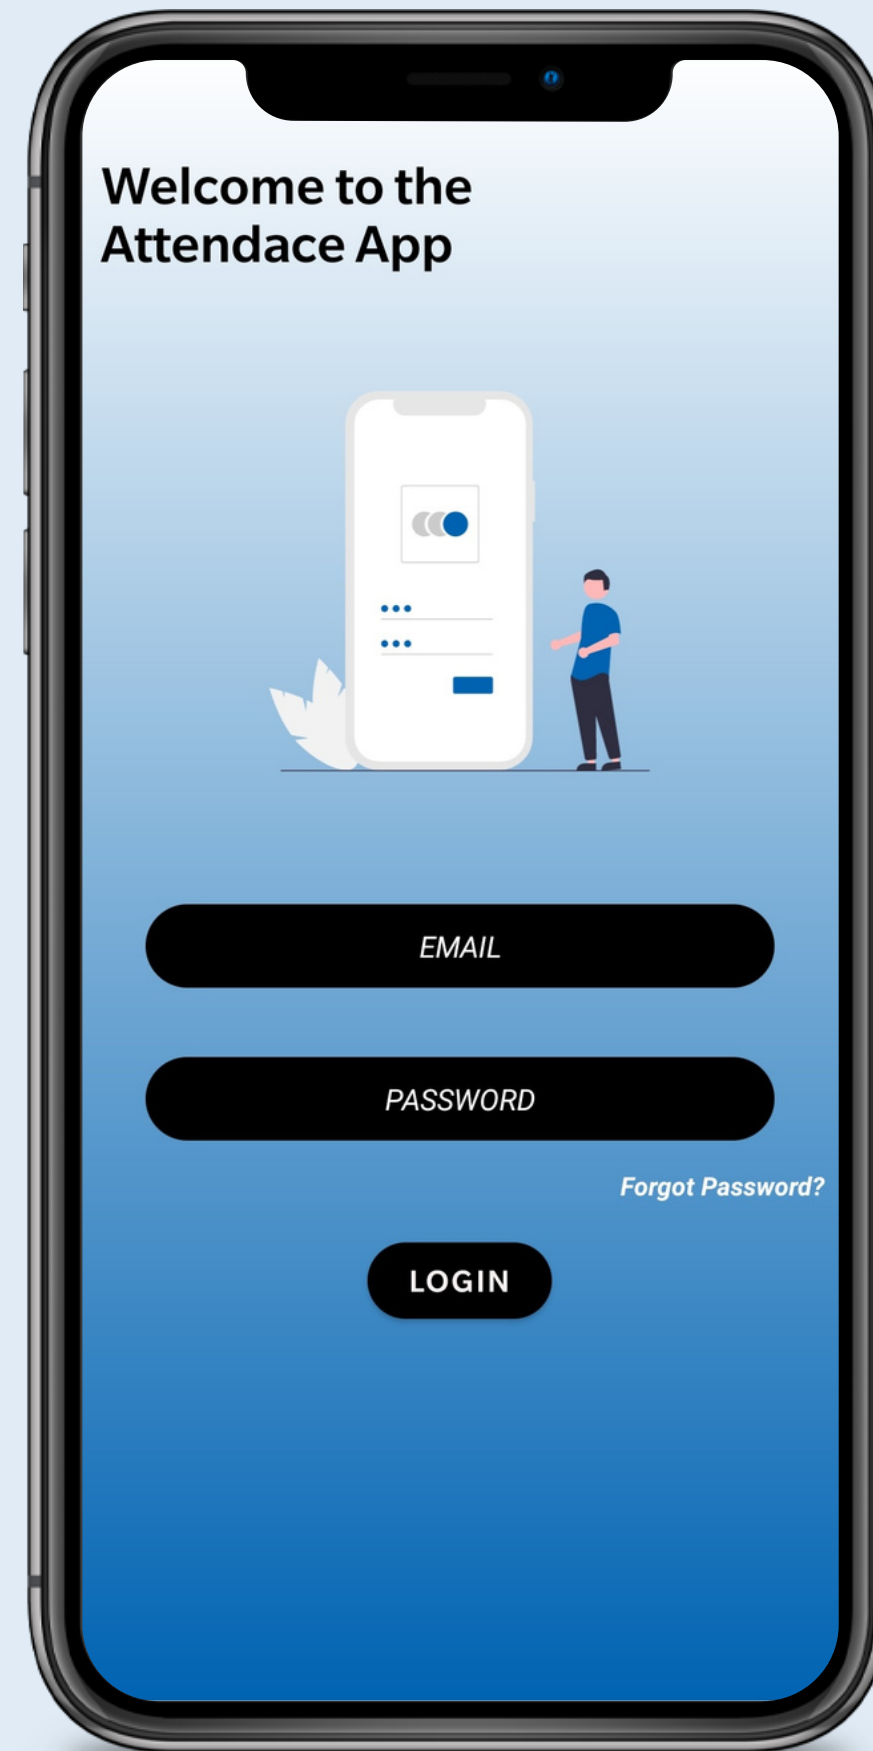 Welcome to the
Attendace App
EMAIL
PASSWORD
Forgot Password?
LOGIN